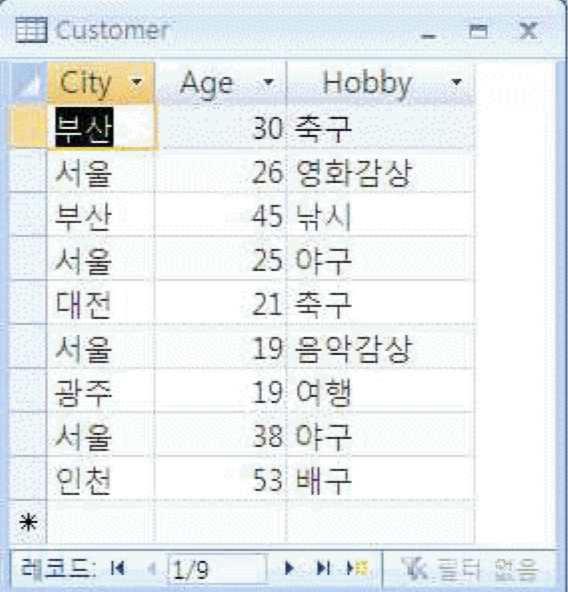 Customer
City Age Hobby
부산 30 축구
서울 26 영화감상
부산 45 낚시
서울 25 야구
대전 21 축구
서울 19 음악감상
광주 19 여행
서울 38 야구
인천 53 배구
레코드: 1/9 필터 없음